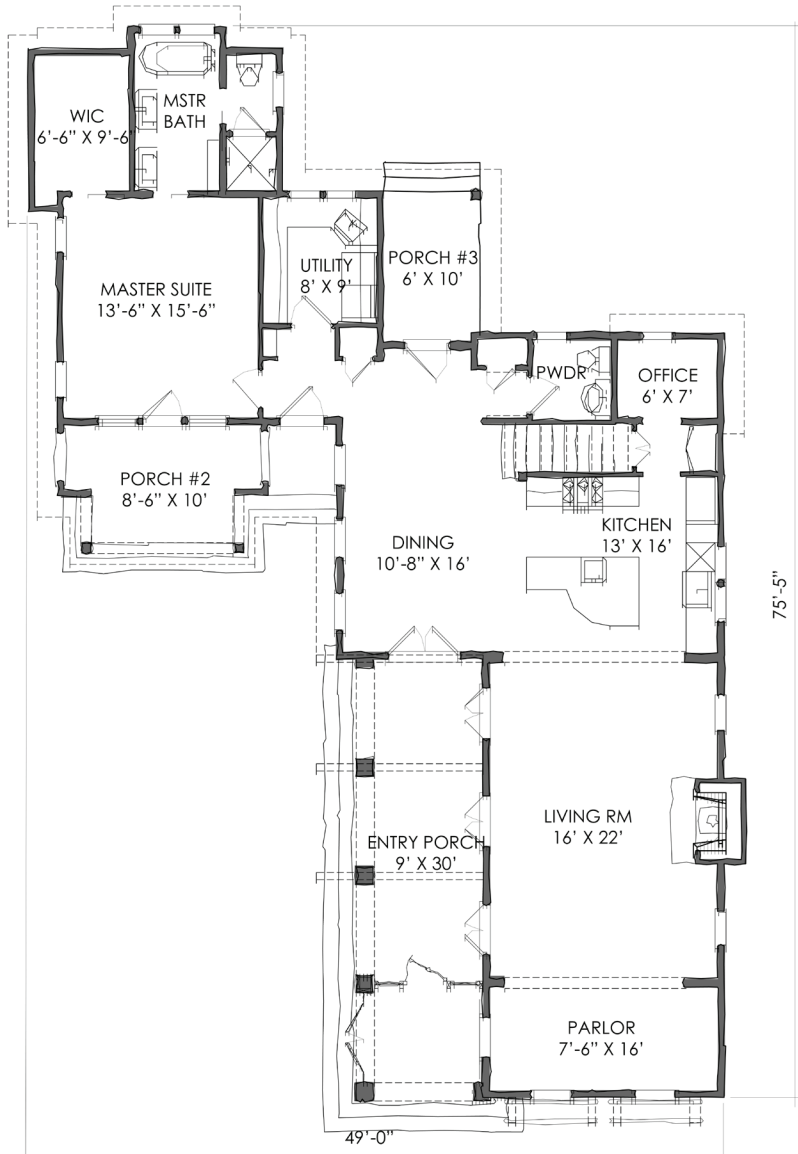 MSTR
BATH
WIC
6'-6" X 9'-6"
UTILITY
8' X 9'
PORCH #3
6' X 10'
MASTER SUITE
13'-6" X 15'-6"
PWDR
OFFICE
6' X 7'
PORCH #2
8'-6" X 10'
DINING
10'-8" X 16'
KITCHEN
13' X 16'
75'-5"
LIVING RM
16' X 22'
ENTRY PORCH
9' X 30'
PARLOR
7'-6" X 16'
49'-0"